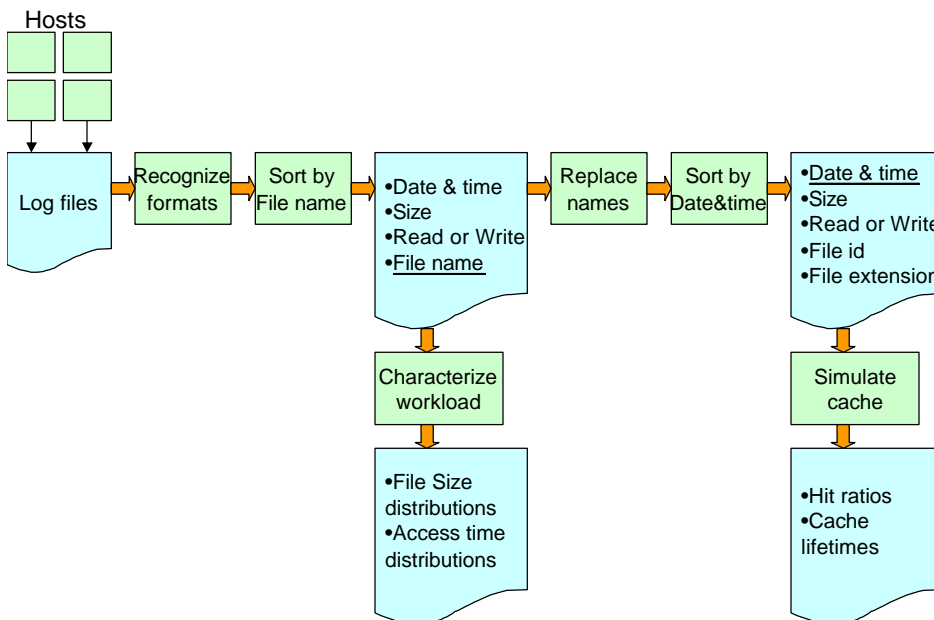 Hosts
Log files
Recognize
formats
Sort by
File name
•Date & time
•Size
•Read or Write
•File name
Replace
names
Sort by
Date&time
•Date & time
•Size
•Read or Write
•File id
•File extension
Characterize
workload
Simulate
cache
•File Size
distributions
•Access time
distributions
•Hit ratios
•Cache
lifetimes